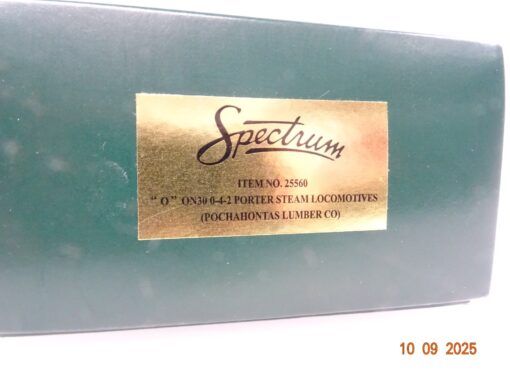 Spectrum
ITEM NO. 25560
"O" ON30 0-4-2 PORTER STEAM LOCOMOTIVES
(POCHAHONTAS LUMBER CO)
10 09 2025